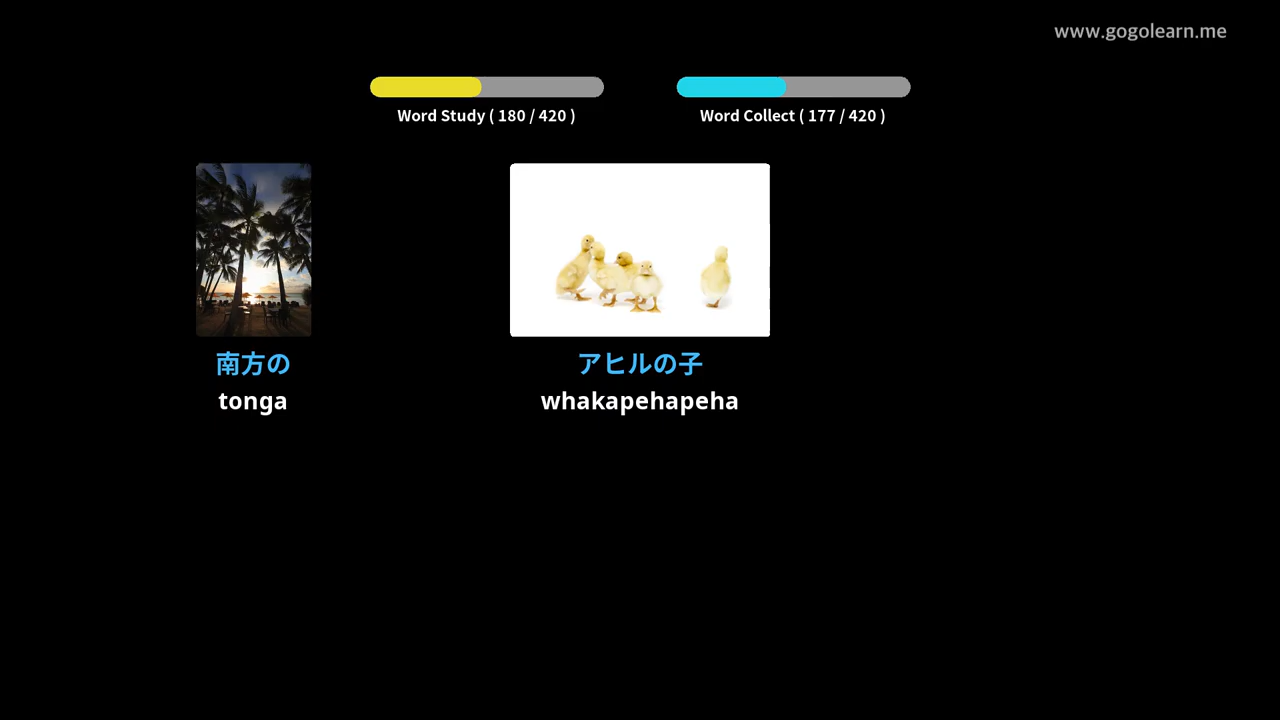 www.gogolearn.me
Word Study ( 180 / 420 )
Word Collect ( 177 / 420 )
南方の
tonga
アヒルの子
whakapehapeha